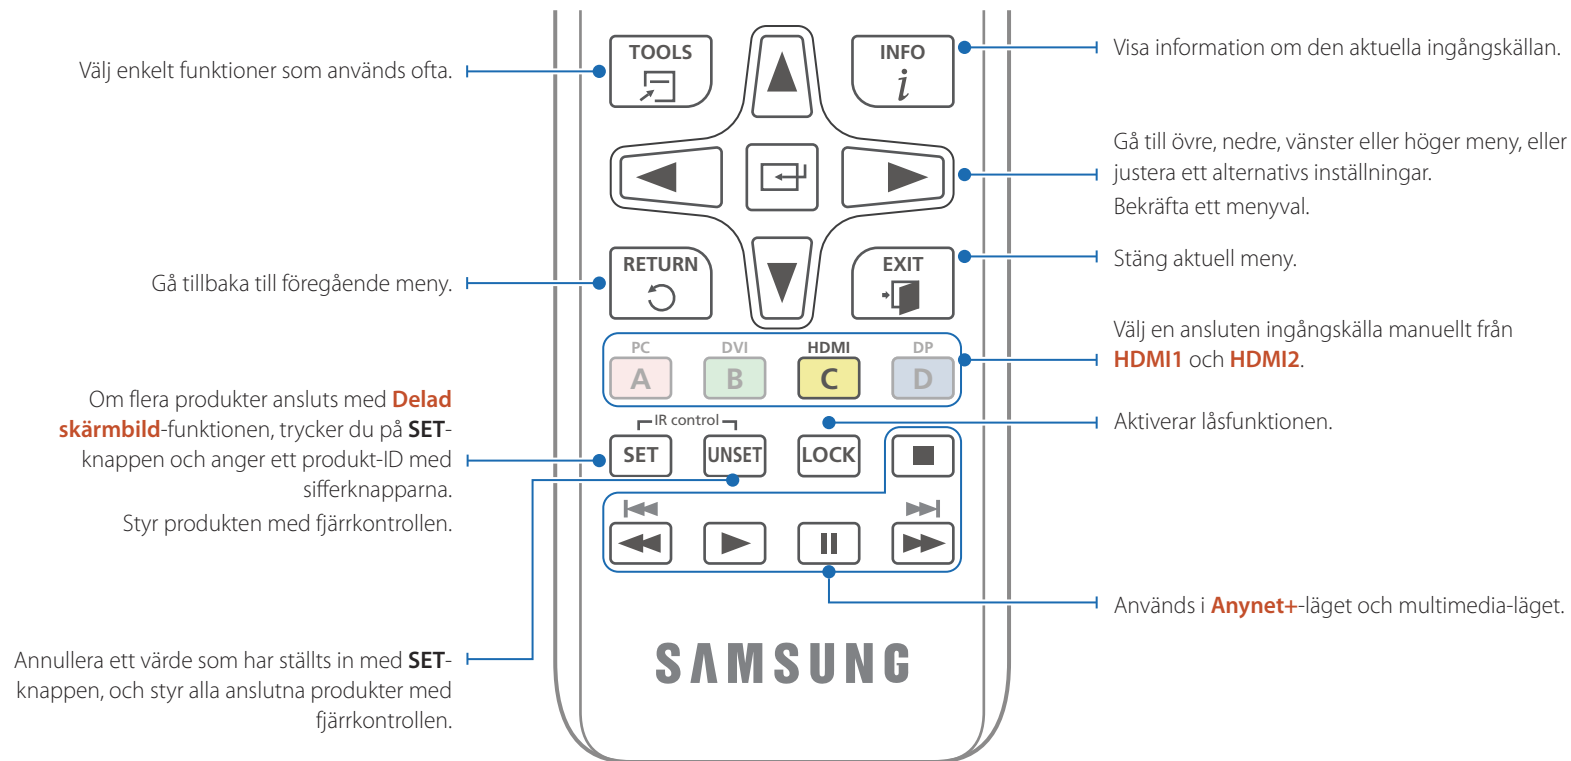 TOOLS
INFO
i
Välj enkelt funktioner som används ofta.
Visa information om den aktuella ingångskällan.
Gå till övre, nedre, vänster eller höger meny, eller
justera ett alternativs inställningar.
Bekräfta ett menyval.
RETURN
EXIT
Gå tillbaka till föregående meny.
Stäng aktuell meny.
PC
DVI
HDMI
DP
A
B
C
D
Välj en ansluten ingångskälla manuellt från
HDMI1 och HDMI2.
Om flera produkter ansluts med Delad
skärmbild-funktionen, trycker du på SET-
knappen och anger ett produkt-ID med
sifferknapparna.
Styr produkten med fjärrkontrollen.
IR control
SET
UNSET
LOCK
Aktiverar låsfunktionen.
Används i Anynet+-läget och multimedia-läget.
Annullera ett värde som har ställts in med SET-
knappen, och styr alla anslutna produkter med
fjärrkontrollen.
SAMSUNG